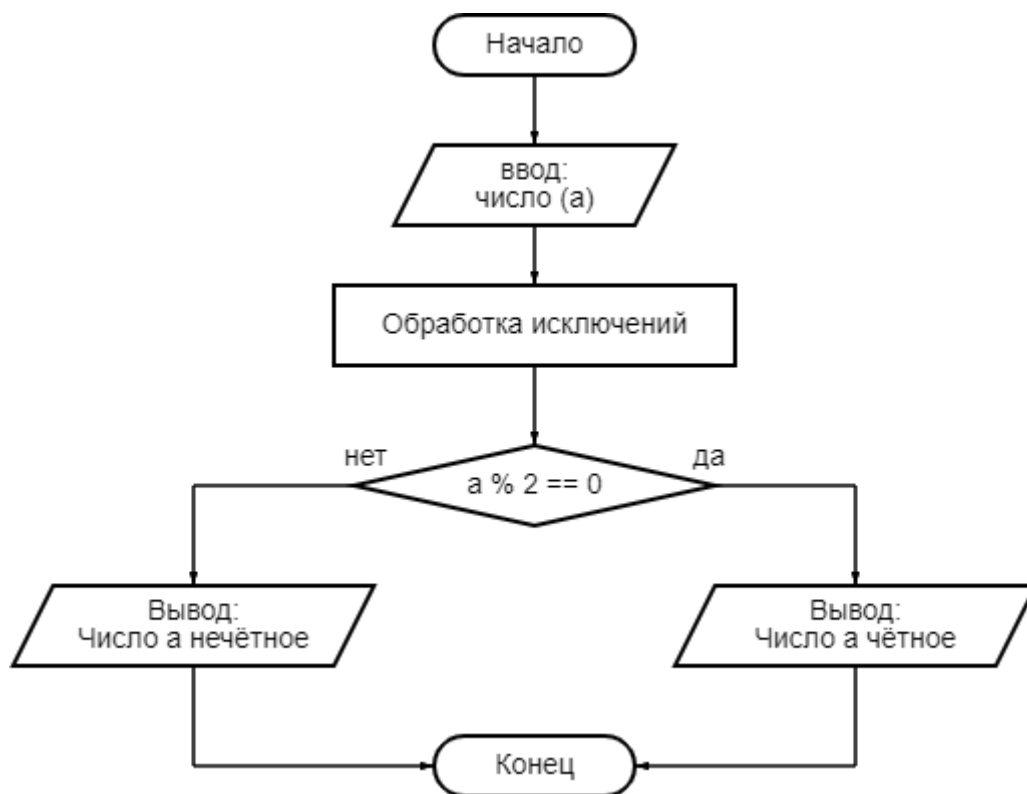 Начало
ввод:
число (a)
Обработка исключений
нет
да
a % 2 == 0
Вывод:
Число a нечётное
Вывод:
Число a чётное
Конец